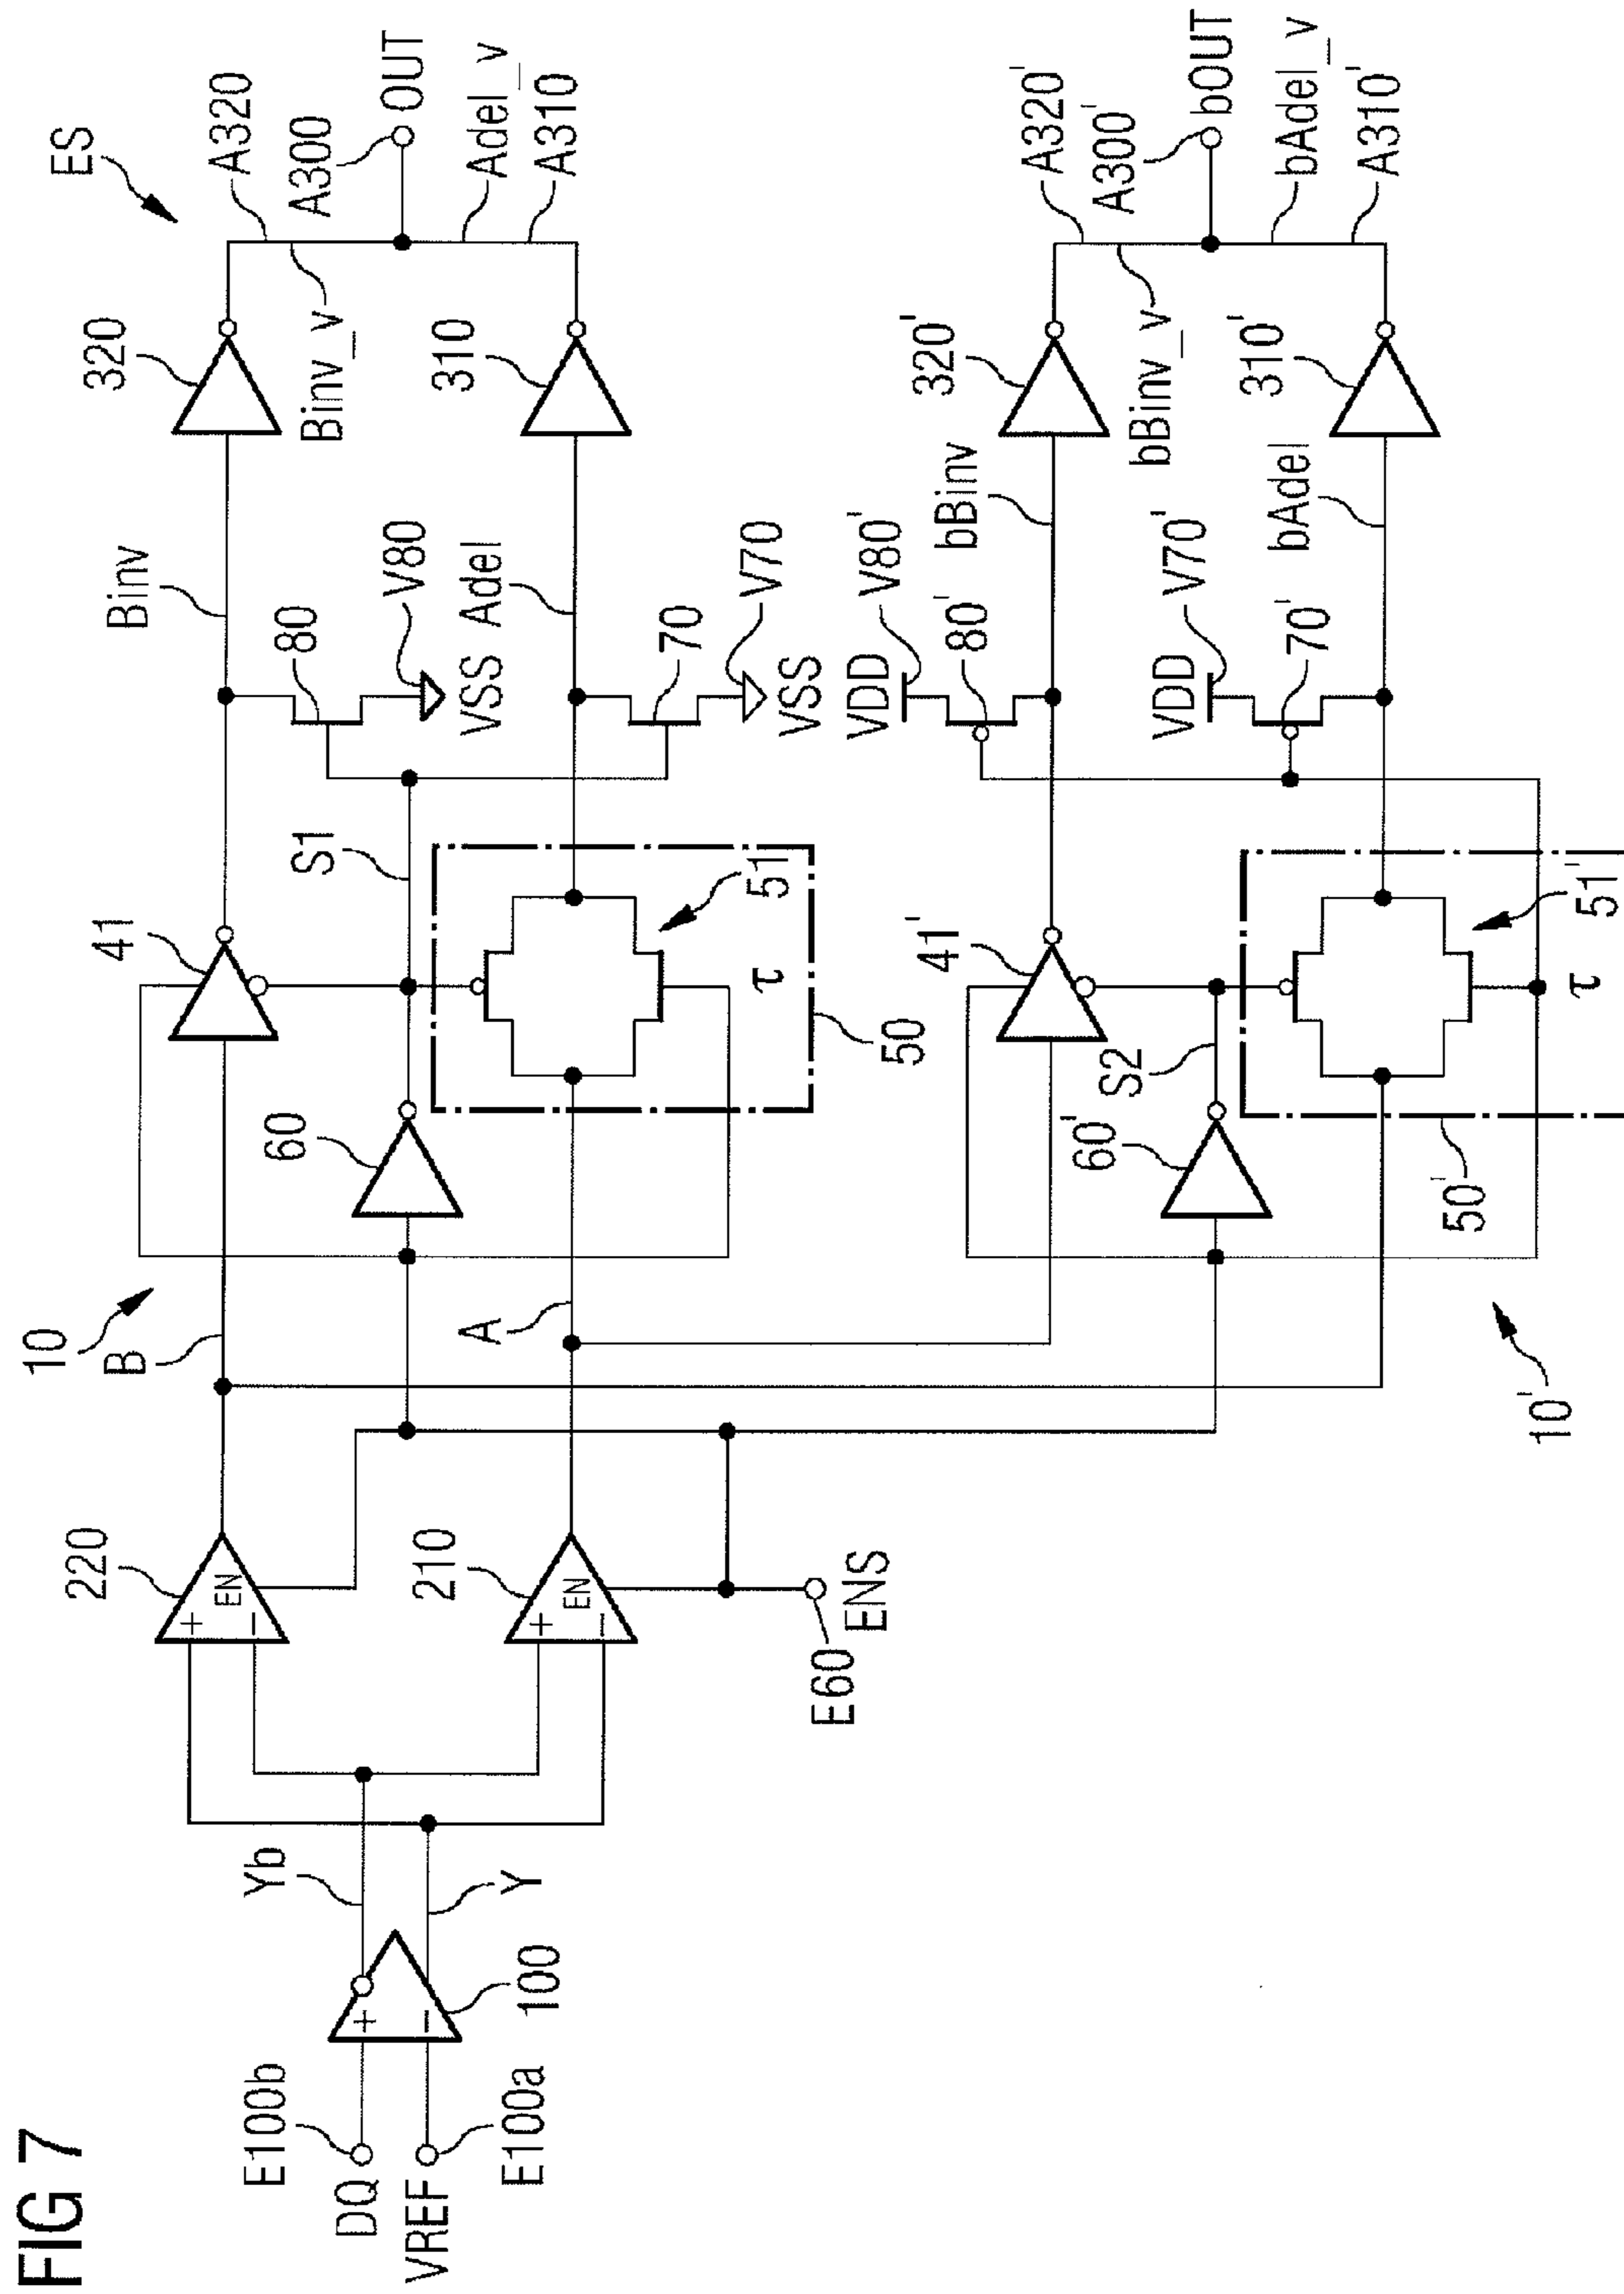 FIG 7
ES
10
B
220
EN
+
−
41
Binv
80
V80
VSS
320
Binv_v
A320
A300
OUT
Adel_v
A310
E100b
DQ
VREF
E100a
+
−
100
Yb
Y
210
EN
+
−
E60
ENS
A
60
S1
50
51
τ
Adel
70
V70
VSS
310
10'
41'
S2
60'
50'
51'
τ
VDD
V80'
80'
bBinv
VDD
V70'
70'
bAdel
320'
bBinv_v
310'
A320'
A300'
bOUT
bAdel_v
A310'